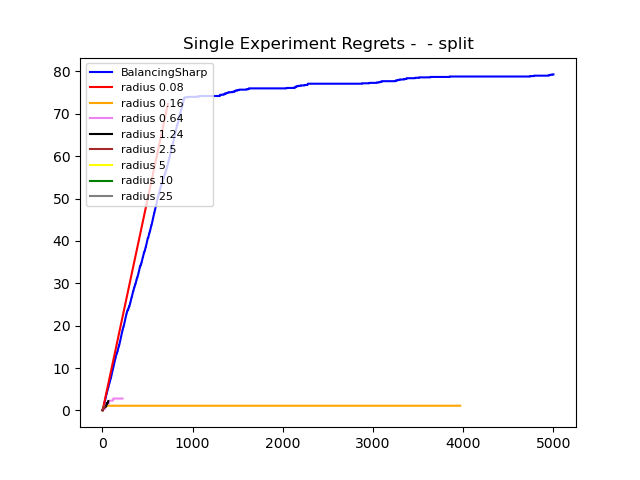 Single Experiment Regrets -  - split
80
70
60
50
40
30
20
10
0
BalancingSharp
radius 0.08
radius 0.16
radius 0.64
radius 1.24
radius 2.5
radius 5
radius 10
radius 25
0 1000 2000 3000 4000 5000